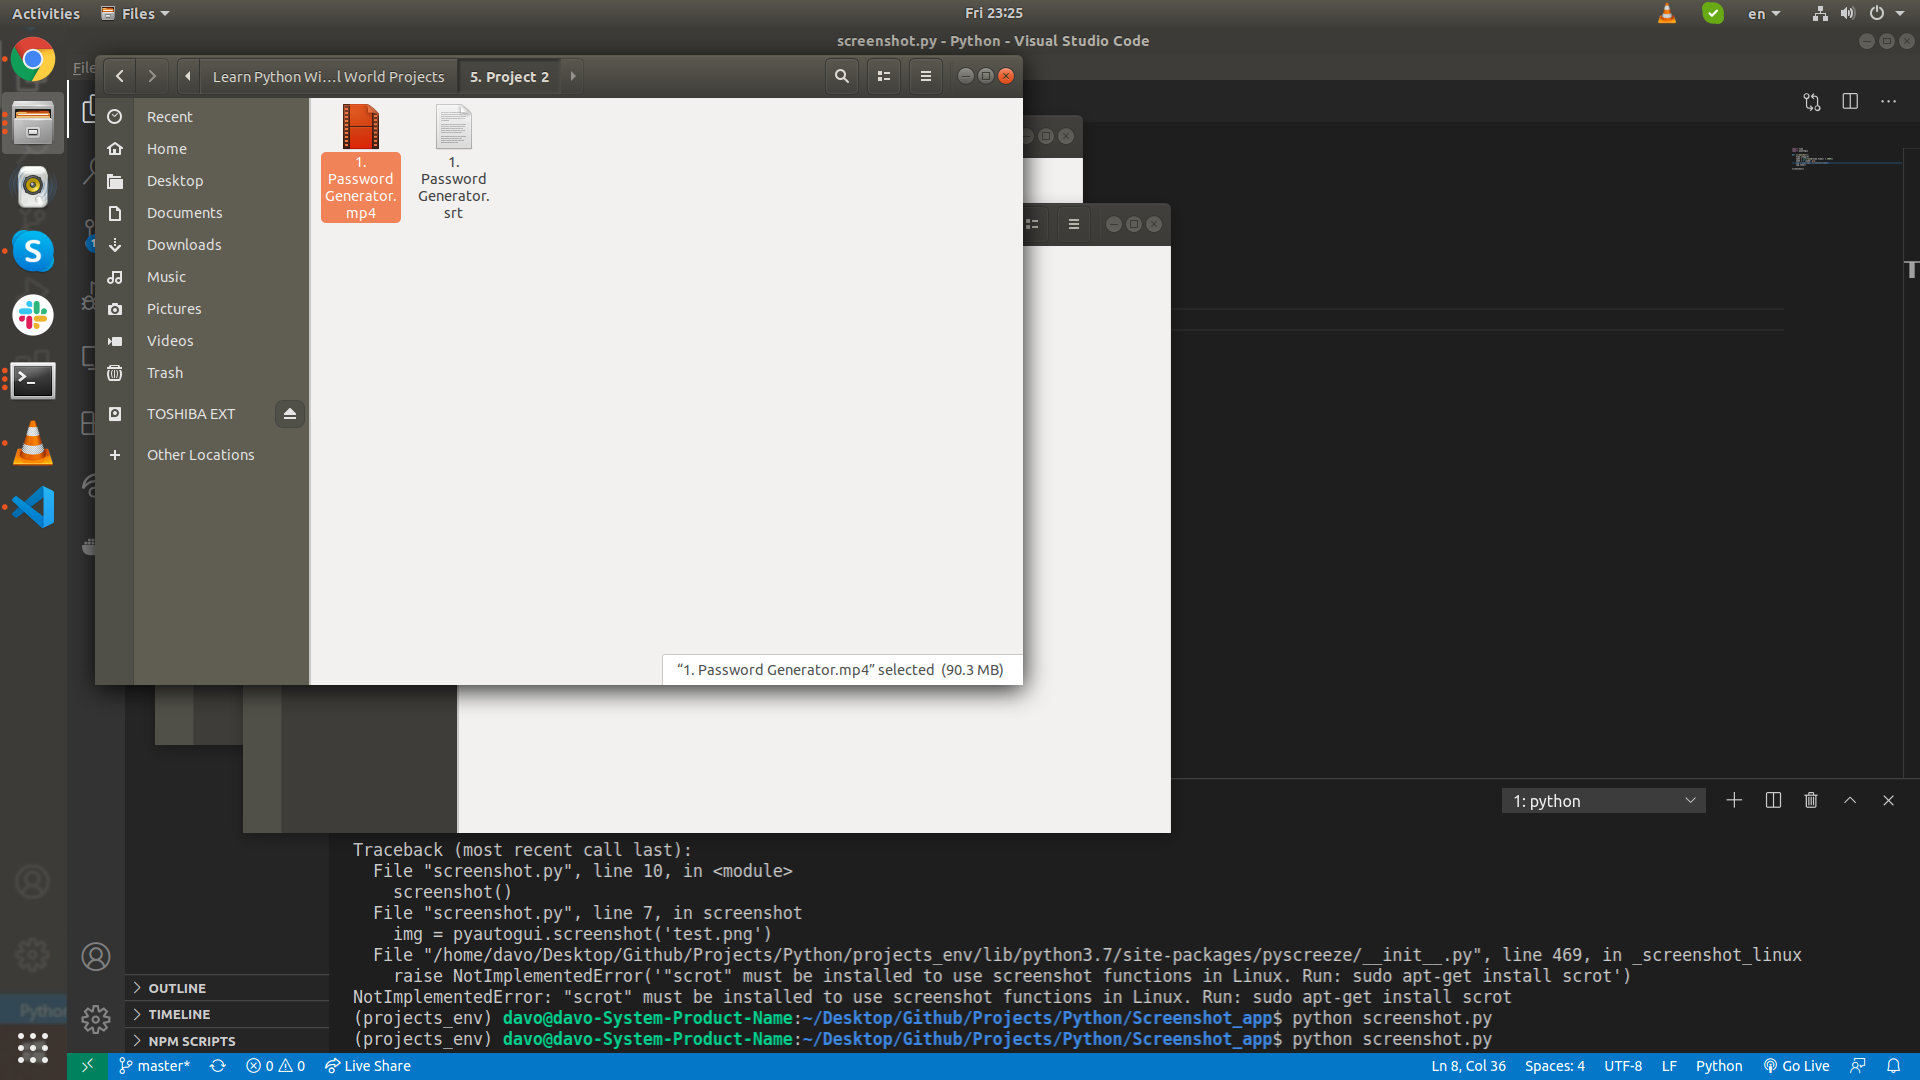 Activities
Files
Fri 23:25
en
screenshot.py - Python - Visual Studio Code
File
Learn Python Wi…l World Projects
5. Project 2
Recent
Home
Desktop
Documents
Downloads
Music
Pictures
Videos
Trash
TOSHIBA EXT
Other Locations
1.
Password
Generator.
mp4
1.
Password
Generator.
srt
“1. Password Generator.mp4” selected (90.3 MB)
1: python
Traceback (most recent call last):
File "screenshot.py", line 10, in <module>
screenshot()
File "screenshot.py", line 7, in screenshot
img = pyautogui.screenshot('test.png')
File "/home/davo/Desktop/Github/Projects/Python/projects_env/lib/python3.7/site-packages/pyscreeze/__init__.py", line 469, in _screenshot_linux
raise NotImplementedError('"scrot" must be installed to use screenshot functions in Linux. Run: sudo apt-get install scrot')
NotImplementedError: "scrot" must be installed to use screenshot functions in Linux. Run: sudo apt-get install scrot
(projects_env) davo@davo-System-Product-Name:~/Desktop/Github/Projects/Python/Screenshot_app$ python screenshot.py
(projects_env) davo@davo-System-Product-Name:~/Desktop/Github/Projects/Python/Screenshot_app$ python screenshot.py
OUTLINE
TIMELINE
NPM SCRIPTS
master*
0
0
Live Share
Ln 8, Col 36
Spaces: 4
UTF-8
LF
Python
Go Live